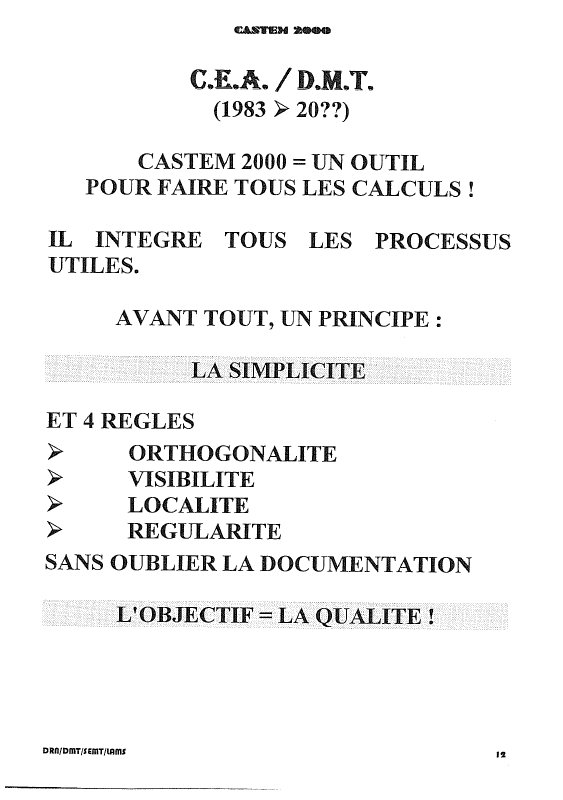 CASTEM 2000
C.E.A. / D.M.T.
(1983 ➢ 20??)
CASTEM 2000 = UN OUTIL
POUR FAIRE TOUS LES CALCULS !
IL INTEGRE TOUS LES PROCESSUS
UTILES.
AVANT TOUT, UN PRINCIPE :
LA SIMPLICITE
ET 4 REGLES
➢ ORTHOGONALITE
➢ VISIBILITE
➢ LOCALITE
➢ REGULARITE
SANS OUBLIER LA DOCUMENTATION
L'OBJECTIF = LA QUALITE !
DRN/DMT/SEMT/LAMS
12